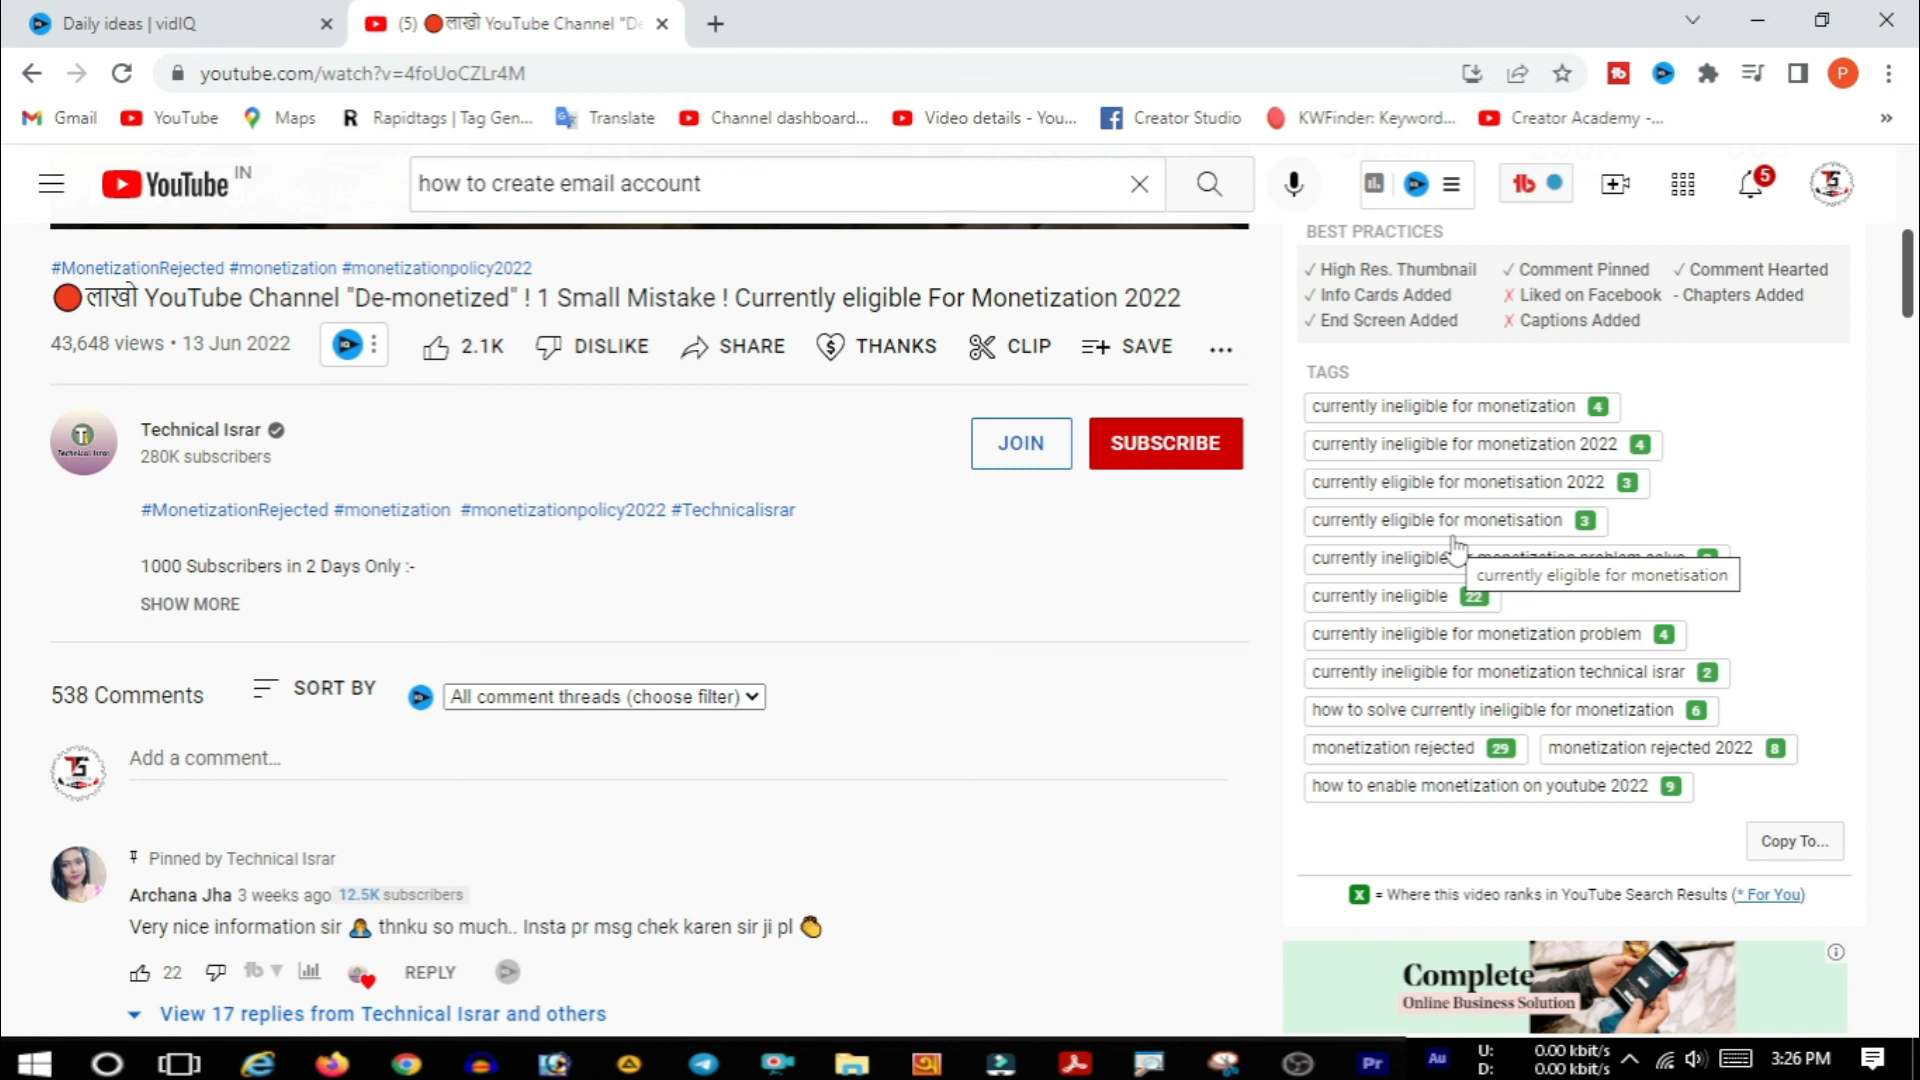 Daily ideas | vidIQ
(5) 🔴लाखो YouTube Channel "De
youtube.com/watch?v=4foUoCZLr4M
P
Gmail YouTube Maps Rapidtags | Tag Gen... Translate Channel dashboard... Video details - You... Creator Studio KWFinder: Keyword... Creator Academy -...
YouTube IN
how to create email account
5
#MonetizationRejected #monetization #monetizationpolicy2022
🔴लाखो YouTube Channel "De-monetized" ! 1 Small Mistake ! Currently eligible For Monetization 2022
43,648 views • 13 Jun 2022
2.1K DISLIKE SHARE THANKS CLIP SAVE ...
Technical Israr
280K subscribers
JOIN
SUBSCRIBE
#MonetizationRejected #monetization #monetizationpolicy2022 #Technicalisrar
1000 Subscribers in 2 Days Only :-
SHOW MORE
538 Comments
SORT BY
All comment threads (choose filter)
Add a comment...
Pinned by Technical Israr
Archana Jha 3 weeks ago 12.5K subscribers
Very nice information sir 🤦 thnku so much.. Insta pr msg chek karen sir ji pl 👏
22 REPLY
View 17 replies from Technical Israr and others
BEST PRACTICES
✓ High Res. Thumbnail ✓ Comment Pinned ✓ Comment Hearted
✓ Info Cards Added ✗ Liked on Facebook - Chapters Added
✓ End Screen Added ✗ Captions Added
TAGS
currently ineligible for monetization 4
currently ineligible for monetization 2022 4
currently eligible for monetisation 2022 3
currently eligible for monetisation 3
currently ineligible for monetization problem solve
currently eligible for monetisation
currently ineligible 22
currently ineligible for monetization problem 4
currently ineligible for monetization technical israr 2
how to solve currently ineligible for monetization 6
monetization rejected 29 monetization rejected 2022 8
how to enable monetization on youtube 2022 9
Copy To...
X = Where this video ranks in YouTube Search Results (* For You)
Complete
Online Business Solution
Pr Au
U: 0.00 kbit/s
D: 0.00 kbit/s
3:26 PM